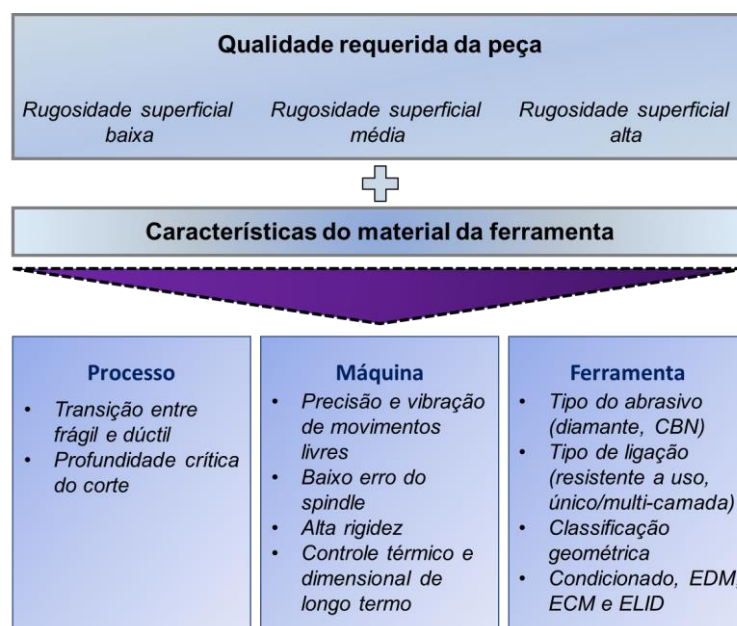 Qualidade requerida da peça
Rugosidade superficial
baixa
Rugosidade superficial
média
Rugosidade superficial
alta
Características do material da ferramenta
Processo
• Transição entre
frágil e dúctil
• Profundidade crítica
do corte
Máquina
• Precisão e vibração
de movimentos
livres
• Baixo erro do
spindle
• Alta rigidez
• Controle térmico e
dimensional de
longo termo
Ferramenta
• Tipo do abrasivo
(diamante, CBN)
• Tipo de ligação
(resistente a uso,
único/multi-camada)
• Classificação
geométrica
• Condicionado, EDM,
ECM e ELID